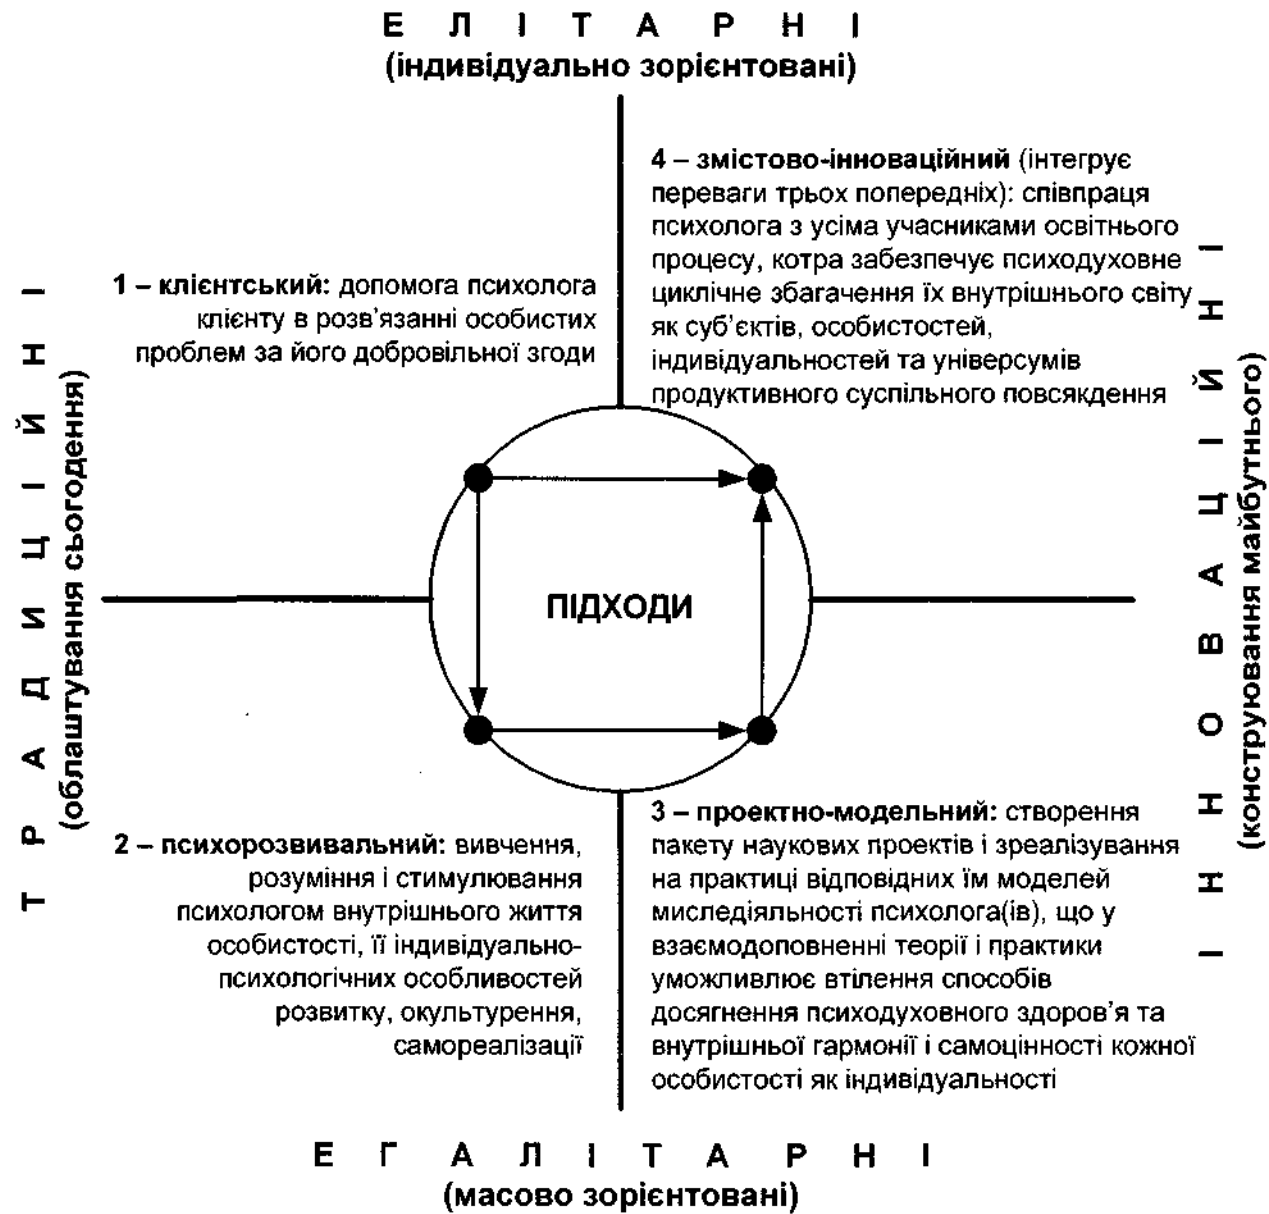 ЕЛІТАРНІ
(індивідуально зорієнтовані)
4 – змістово-інноваційний (інтегрує
переваги трьох попередніх): співпраця
психолога з усіма учасниками освітнього
процесу, котра забезпечує психодуховне
циклічне збагачення їх внутрішнього світу
як суб’єктів, особистостей,
індивідуальностей та універсумів
продуктивного суспільного повсякдення
1 – клієнтський: допомога психолога
клієнту в розв’язанні особистих
проблем за його добровільної згоди
ТРАДИЦІЙНІ
(облаштування сьогодення)
ПІДХОДИ
ІННОВАЦІЙНІ
(конструювання майбутнього)
2 – психорозвивальний: вивчення,
розуміння і стимулювання
психологом внутрішнього життя
особистості, її індивідуально-
психологічних особливостей
розвитку, окультурення,
самореалізації
3 – проектно-модельний: створення
пакету наукових проектів і зреалізування
на практиці відповідних їм моделей
миследіяльності психолога(ів), що у
взаємодоповненні теорії і практики
уможливлює втілення способів
досягнення психодуховного здоров’я та
внутрішньої гармонії і самоцінності кожної
особистості як індивідуальності
ЕГАЛІТАРНІ
(масово зорієнтовані)